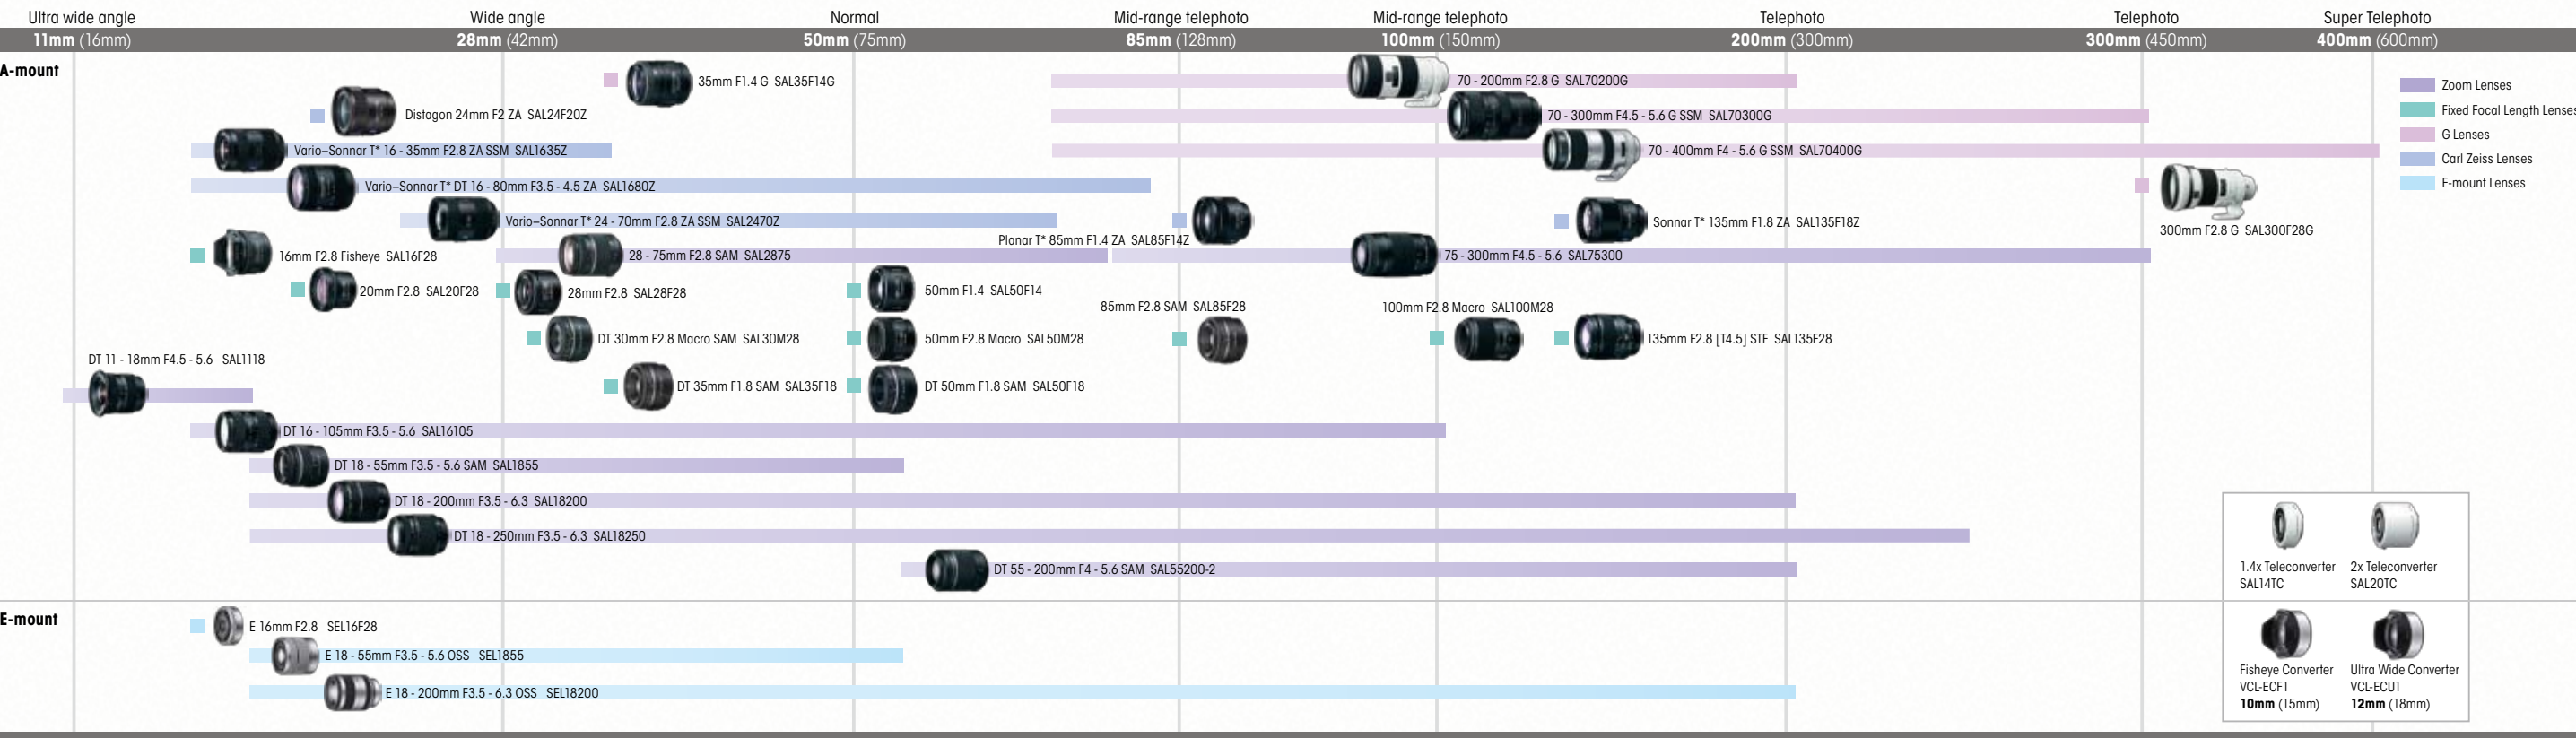 Ultra wide angle
Wide angle
Normal
Mid-range telephoto
Mid-range telephoto
Telephoto
Telephoto
Super Telephoto
11mm (16mm)
28mm (42mm)
50mm (75mm)
85mm (128mm)
100mm (150mm)
200mm (300mm)
300mm (450mm)
400mm (600mm)
A-mount
35mm F1.4 G SAL35F14G
70 - 200mm F2.8 G SAL70200G
Zoom Lenses
Fixed Focal Length Lenses
G Lenses
Carl Zeiss Lenses
E-mount Lenses
Distagon 24mm F2 ZA SAL24F20Z
70 - 300mm F4.5 - 5.6 G SSM SAL70300G
Vario–Sonnar T* 16 - 35mm F2.8 ZA SSM SAL1635Z
70 - 400mm F4 - 5.6 G SSM SAL70400G
Vario–Sonnar T* DT 16 - 80mm F3.5 - 4.5 ZA SAL1680Z
Vario–Sonnar T* 24 - 70mm F2.8 ZA SSM SAL2470Z
Sonnar T* 135mm F1.8 ZA SAL135F18Z
300mm F2.8 G SAL300F28G
Planar T* 85mm F1.4 ZA SAL85F14Z
16mm F2.8 Fisheye SAL16F28
28 - 75mm F2.8 SAM SAL2875
75 - 300mm F4.5 - 5.6 SAL75300
20mm F2.8 SAL20F28
28mm F2.8 SAL28F28
50mm F1.4 SAL50F14
85mm F2.8 SAM SAL85F28
100mm F2.8 Macro SAL100M28
DT 30mm F2.8 Macro SAM SAL30M28
50mm F2.8 Macro SAL50M28
135mm F2.8 [T4.5] STF SAL135F28
DT 11 - 18mm F4.5 - 5.6 SAL1118
DT 35mm F1.8 SAM SAL35F18
DT 50mm F1.8 SAM SAL50F18
DT 16 - 105mm F3.5 - 5.6 SAL16105
DT 18 - 55mm F3.5 - 5.6 SAM SAL1855
DT 18 - 200mm F3.5 - 6.3 SAL18200
DT 18 - 250mm F3.5 - 6.3 SAL18250
DT 55 - 200mm F4 - 5.6 SAM SAL55200-2
1.4x Teleconverter
SAL14TC
2x Teleconverter
SAL20TC
E-mount
E 16mm F2.8 SEL16F28
E 18 - 55mm F3.5 - 5.6 OSS SEL1855
E 18 - 200mm F3.5 - 6.3 OSS SEL18200
Fisheye Converter
VCL-ECF1
10mm (15mm)
Ultra Wide Converter
VCL-ECU1
12mm (18mm)